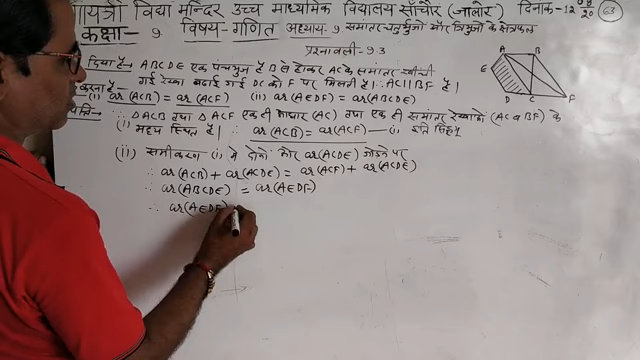 गायत्री विद्या मन्दिर उच्च माध्यमिक विद्यालय साँचौर (जालोर) दिनांक-12 08 20 63
कक्षा- 9 विषय-गणित अध्याय 9 समांतर चतुर्भुजों और त्रिभुजों के क्षेत्रफल
प्रश्नावली 9.3
दिया है→ ABCDE एक पंचभुज है B से होकर AC के समांतर खींची
गई रेखा बढ़ाई गई DC को F पर मिलती है। ∴ AC||BF है।
करना है- (i) ar(ACB) = ar(ACF) (ii) ar(AEDF) = ar(ABCDE)
∵ ΔACB तथा ΔACF एक ही आधार (AC) तथा एक ही समांतर रेखाओं (AC व BF) के
(i) मध्य स्थित है। ∴ ar(ACB) = ar(ACF) —(i) इति सिद्धम्
(ii) समीकरण (i) में दोनों ओर ar(ACDE) जोड़ने पर
ar(ACB) + ar(ACDE) = ar(ACF) + ar(ACDE)
∴ ar(ABCDE) = ar(AEDF)
∴ ar(AEDF) =
A B
E
D C F